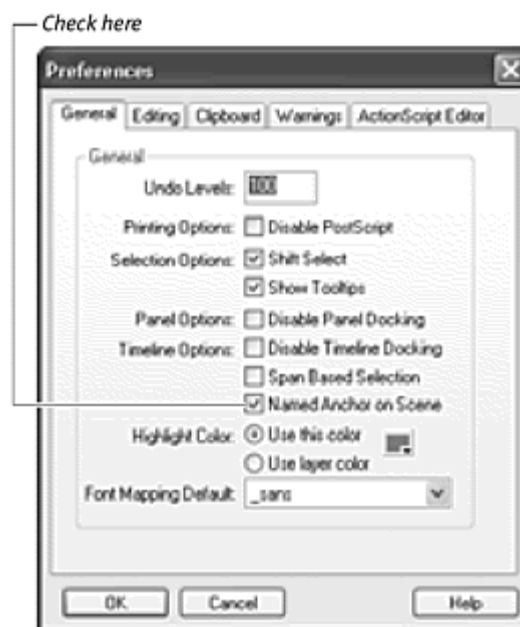 Check here
Preferences
General Editing Clipboard Warnings ActionScript Editor
General
Undo Levels: 100
Printing Options: Disable PostScript
Selection Options: Shift Select
Show Tooltips
Panel Options: Disable Panel Docking
Timeline Options: Disable Timeline Docking
Span Based Selection
Named Anchor on Scene
Highlight Color: Use this color
Use layer color
Font Mapping Default: _sans
OK Cancel Help